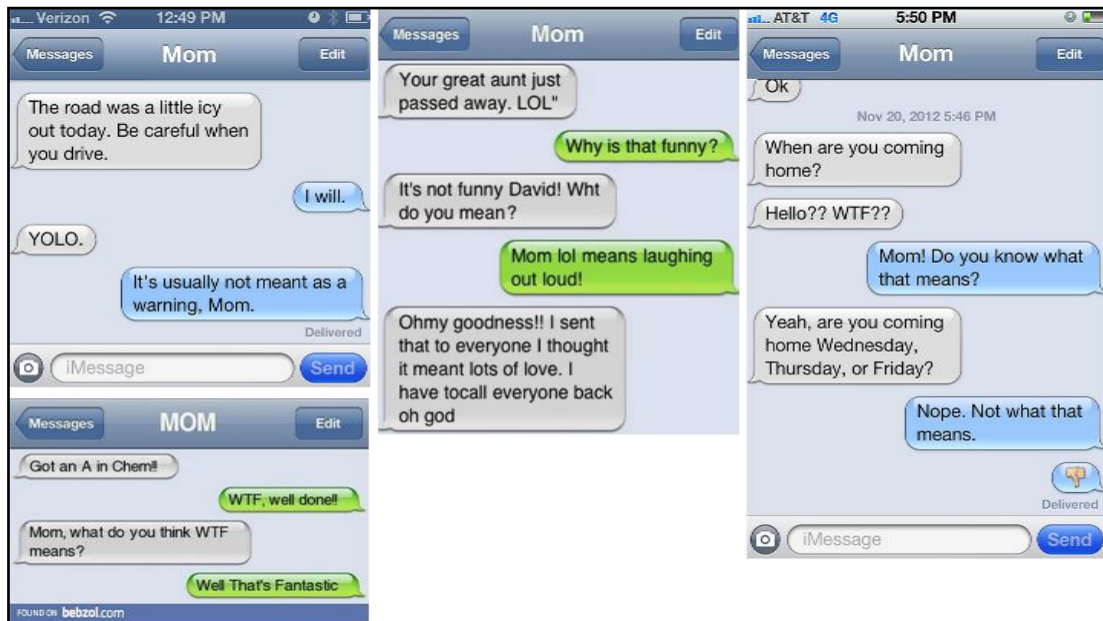 Verizon 12:49 PM
Messages Mom Edit
The road was a little icy
out today. Be careful when
you drive.
I will.
YOLO.
It's usually not meant as a
warning, Mom.
Delivered
iMessage Send
Messages MOM Edit
Got an A in Chem!!
WTF, well done!!
Mom, what do you think WTF
means?
Well That's Fantastic
FOUND ON bebzol.com
Messages Mom Edit
Your great aunt just
passed away. LOL"
Why is that funny?
It's not funny David! Wht
do you mean?
Mom lol means laughing
out loud!
Ohmy goodness!! I sent
that to everyone I thought
it meant lots of love. I
have tocall everyone back
oh god
AT&T 4G 5:50 PM
Messages Mom Edit
Ok
Nov 20, 2012 5:46 PM
When are you coming
home?
Hello?? WTF??
Mom! Do you know what
that means?
Yeah, are you coming
home Wednesday,
Thursday, or Friday?
Nope. Not what that
means.
Delivered
iMessage Send